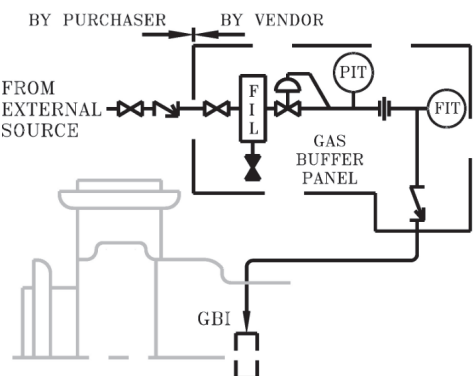 BY PURCHASER BY VENDOR
FROM
EXTERNAL
SOURCE
F
I
L
PIT
FIT
GAS
BUFFER
PANEL
GBI